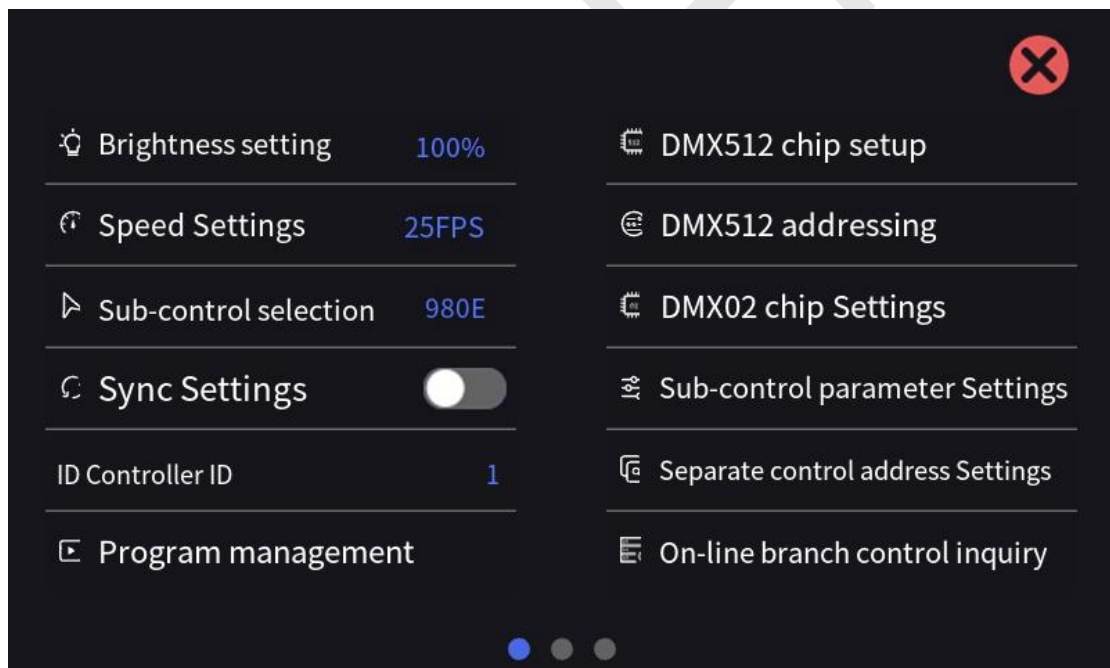 Brightness setting 100%
Speed Settings 25FPS
Sub-control selection 980E
Sync Settings
ID Controller ID 1
Program management
DMX512 chip setup
DMX512 addressing
DMX02 chip Settings
Sub-control parameter Settings
Separate control address Settings
On-line branch control inquiry